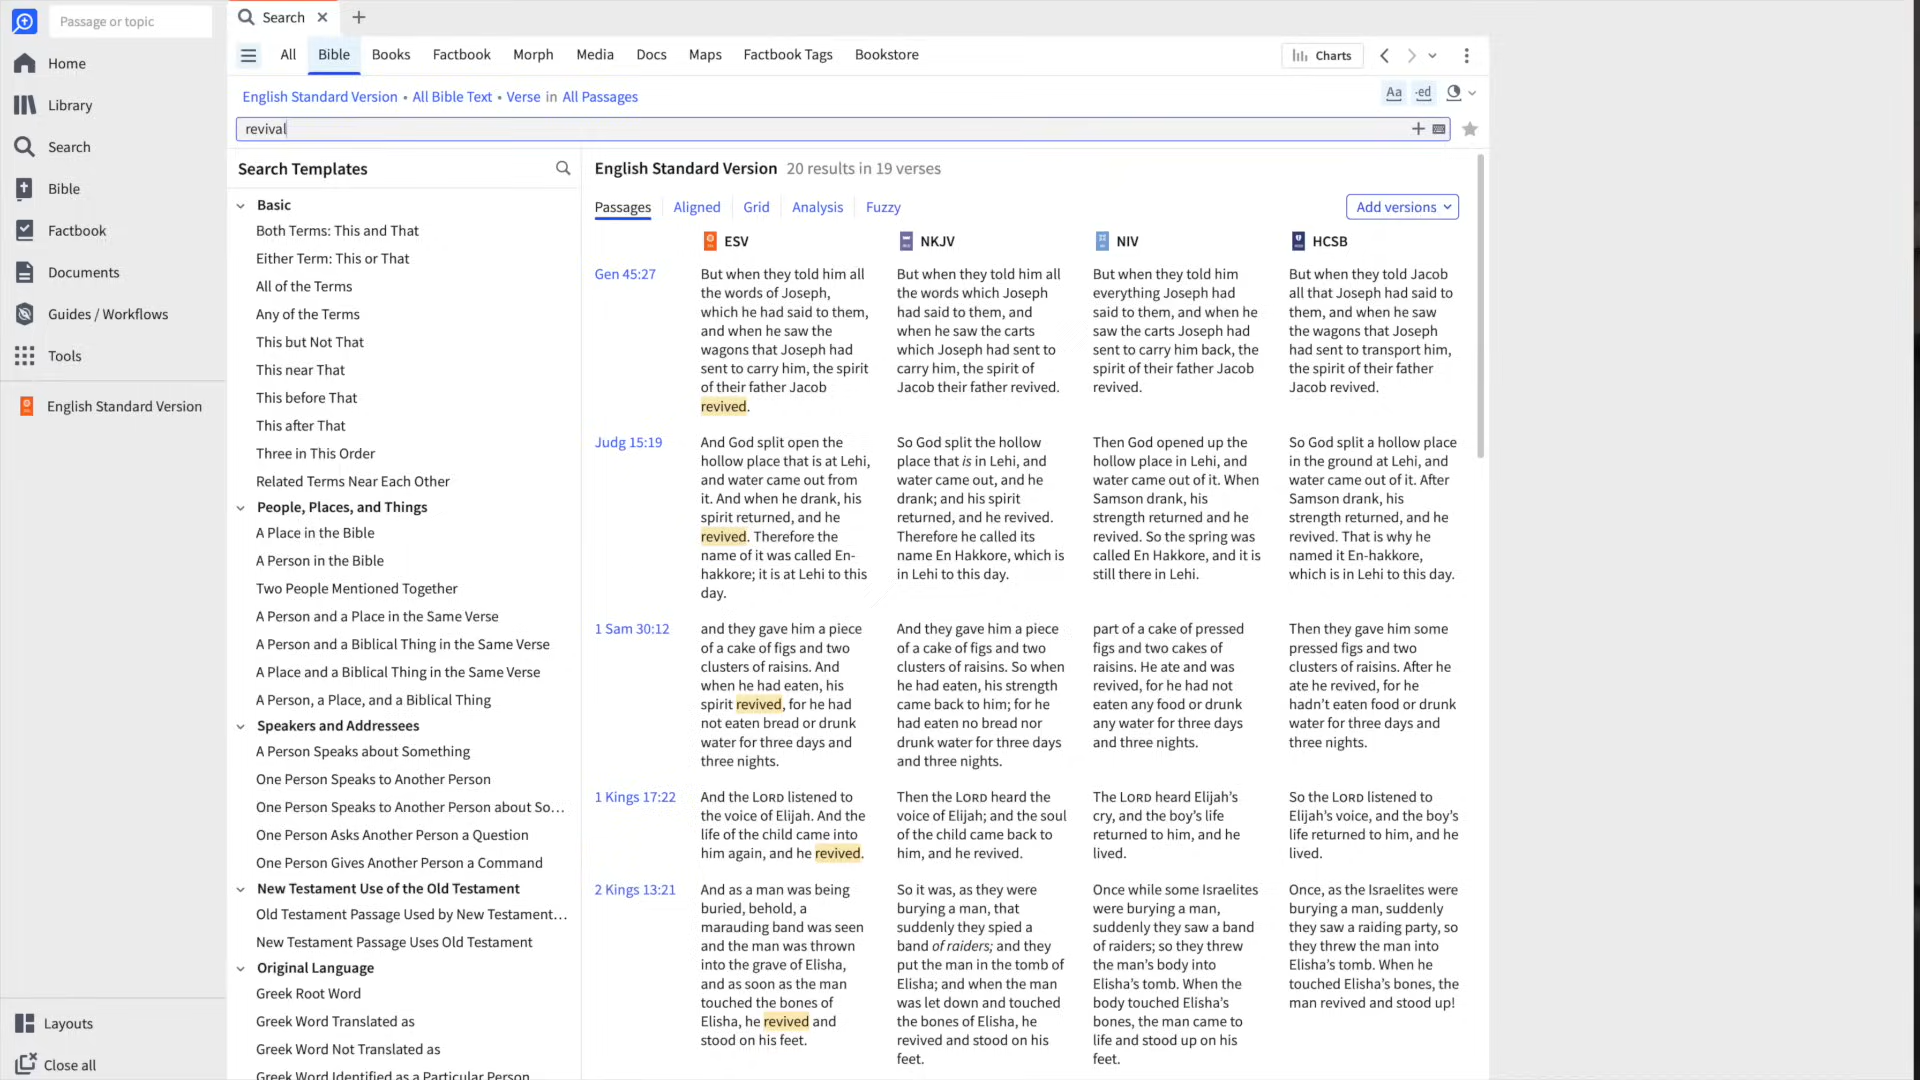 Passage or topic
Search
Home
Library
Search
Bible
Factbook
Documents
Guides / Workflows
Tools
English Standard Version
Layouts
Close all
All
Bible
Books
Factbook
Morph
Media
Docs
Maps
Factbook Tags
Bookstore
Charts
English Standard Version • All Bible Text • Verse in All Passages
Aa
-ed
revival
Search Templates
Basic
Both Terms: This and That
Either Term: This or That
All of the Terms
Any of the Terms
This but Not That
This near That
This before That
This after That
Three in This Order
Related Terms Near Each Other
People, Places, and Things
A Place in the Bible
A Person in the Bible
Two People Mentioned Together
A Person and a Place in the Same Verse
A Person and a Biblical Thing in the Same Verse
A Place and a Biblical Thing in the Same Verse
A Person, a Place, and a Biblical Thing
Speakers and Addressees
A Person Speaks about Something
One Person Speaks to Another Person
One Person Speaks to Another Person about So…
One Person Asks Another Person a Question
One Person Gives Another Person a Command
New Testament Use of the Old Testament
Old Testament Passage Used by New Testament…
New Testament Passage Uses Old Testament
Original Language
Greek Root Word
Greek Word Translated as
Greek Word Not Translated as
Greek Word Identified as a Particular Person
English Standard Version 20 results in 19 verses
Passages
Aligned
Grid
Analysis
Fuzzy
Add versions
ESV
NKJV
NIV
HCSB
Gen 45:27
But when they told him all
the words of Joseph,
which he had said to them,
and when he saw the
wagons that Joseph had
sent to carry him, the spirit
of their father Jacob
revived.
But when they told him all
the words which Joseph
had said to them, and
when he saw the carts
which Joseph had sent to
carry him, the spirit of
Jacob their father revived.
But when they told him
everything Joseph had
said to them, and when he
saw the carts Joseph had
sent to carry him back, the
spirit of their father Jacob
revived.
But when they told Jacob
all that Joseph had said to
them, and when he saw
the wagons that Joseph
had sent to transport him,
the spirit of their father
Jacob revived.
Judg 15:19
And God split open the
hollow place that is at Lehi,
and water came out from
it. And when he drank, his
spirit returned, and he
revived. Therefore the
name of it was called En-
hakkore; it is at Lehi to this
day.
So God split the hollow
place that is in Lehi, and
water came out, and he
drank; and his spirit
returned, and he revived.
Therefore he called its
name En Hakkore, which is
in Lehi to this day.
Then God opened up the
hollow place in Lehi, and
water came out of it. When
Samson drank, his
strength returned and he
revived. So the spring was
called En Hakkore, and it is
still there in Lehi.
So God split a hollow place
in the ground at Lehi, and
water came out of it. After
Samson drank, his
strength returned, and he
revived. That is why he
named it En-hakkore,
which is in Lehi to this day.
1 Sam 30:12
and they gave him a piece
of a cake of figs and two
clusters of raisins. And
when he had eaten, his
spirit revived, for he had
not eaten bread or drunk
water for three days and
three nights.
And they gave him a piece
of a cake of figs and two
clusters of raisins. So when
he had eaten, his strength
came back to him; for he
had eaten no bread nor
drunk water for three days
and three nights.
part of a cake of pressed
figs and two cakes of
raisins. He ate and was
revived, for he had not
eaten any food or drunk
any water for three days
and three nights.
Then they gave him some
pressed figs and two
clusters of raisins. After he
ate he revived, for he
hadn’t eaten food or drunk
water for three days and
three nights.
1 Kings 17:22
And the LORD listened to
the voice of Elijah. And the
life of the child came into
him again, and he revived.
Then the LORD heard the
voice of Elijah; and the soul
of the child came back to
him, and he revived.
The LORD heard Elijah’s
cry, and the boy’s life
returned to him, and he
lived.
So the LORD listened to
Elijah’s voice, and the boy’s
life returned to him, and he
lived.
2 Kings 13:21
And as a man was being
buried, behold, a
marauding band was seen
and the man was thrown
into the grave of Elisha,
and as soon as the man
touched the bones of
Elisha, he revived and
stood on his feet.
So it was, as they were
burying a man, that
suddenly they spied a
band of raiders; and they
put the man in the tomb of
Elisha; and when the man
was let down and touched
the bones of Elisha, he
revived and stood on his
feet.
Once while some Israelites
were burying a man,
suddenly they saw a band
of raiders; so they threw
the man’s body into
Elisha’s tomb. When the
body touched Elisha’s
bones, the man came to
life and stood up on his
feet.
Once, as the Israelites were
burying a man, suddenly
they saw a raiding party, so
they threw the man into
Elisha’s tomb. When he
touched Elisha’s bones, the
man revived and stood up!